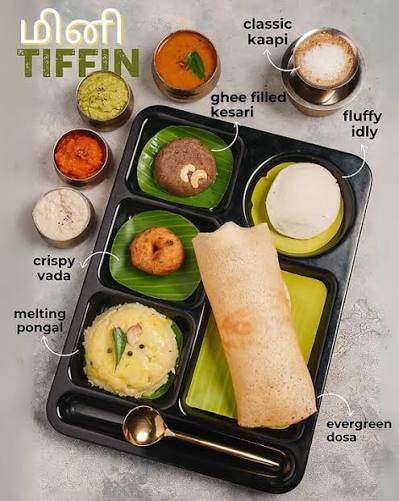 மினி
TIFFIN
classic
kaapi
ghee filled
kesari
fluffy
idly
crispy
vada
melting
pongal
evergreen
dosa